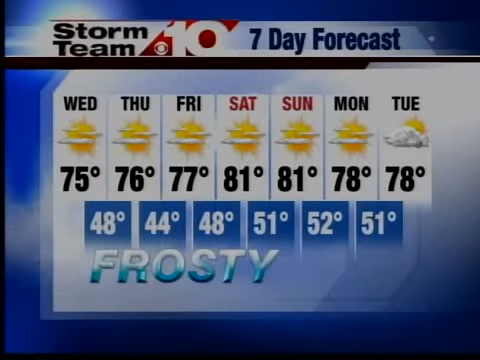 Storm
Team 10
7 Day Forecast
WED THU FRI SAT SUN MON TUE
75° 76° 77° 81° 81° 78° 78°
48° 44° 48° 51° 52° 51°
FROSTY